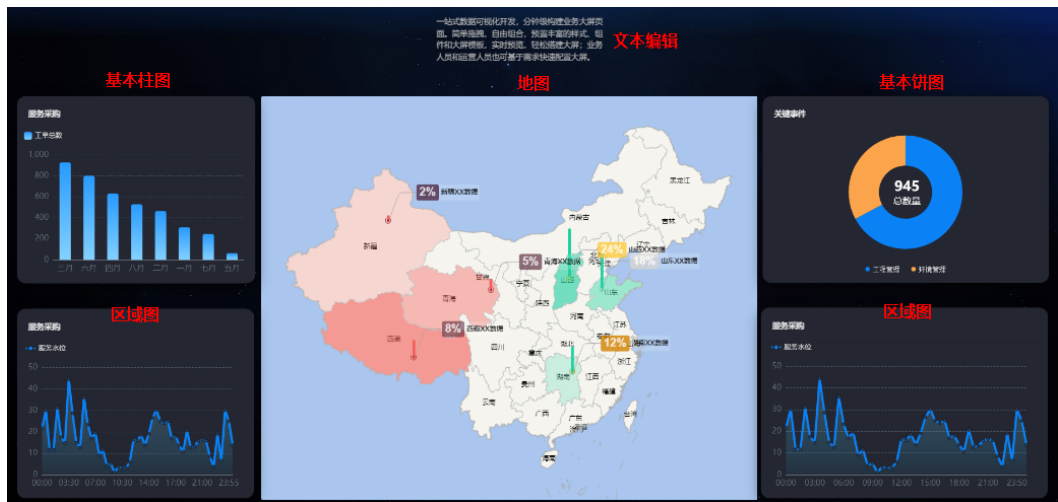 一站式数据可视化开发，分钟级构建业务大屏页
面。简单拖拽、自由组合，预置丰富的样式、组
件和大屏模板，实时预览、轻松搭建大屏；业务
人员和运营人员也可基于需求快速配置大屏。
文本编辑
基本柱图
服务采购
工单总数
1,000
800
600
400
200
0
三月
六月
四月
八月
二月
一月
七月
五月
区域图
服务采购
服务水位
50
40
30
20
10
0
00:00
03:30
07:00
10:30
14:00
17:00
21:00
23:55
地图
黑龙江
吉林
辽宁
内蒙古
新疆
2%
新疆XX数据
甘肃
青海
5%
青海XX数据
宁夏
陕西
山西
24%
山西XX数据
18%
山东XX数据
山东
河南
江苏
西藏
8%
西藏XX数据
四川
重庆
湖北
12%
湖南XX数据
浙江
湖南
江西
贵州
福建
云南
广西
广东
台湾
海南
基本饼图
关键事件
945
总数量
工程管理
环境管理
区域图
服务采购
服务水位
50
40
30
20
10
0
00:00
03:00
06:00
09:00
12:00
15:00
18:00
21:00
23:50